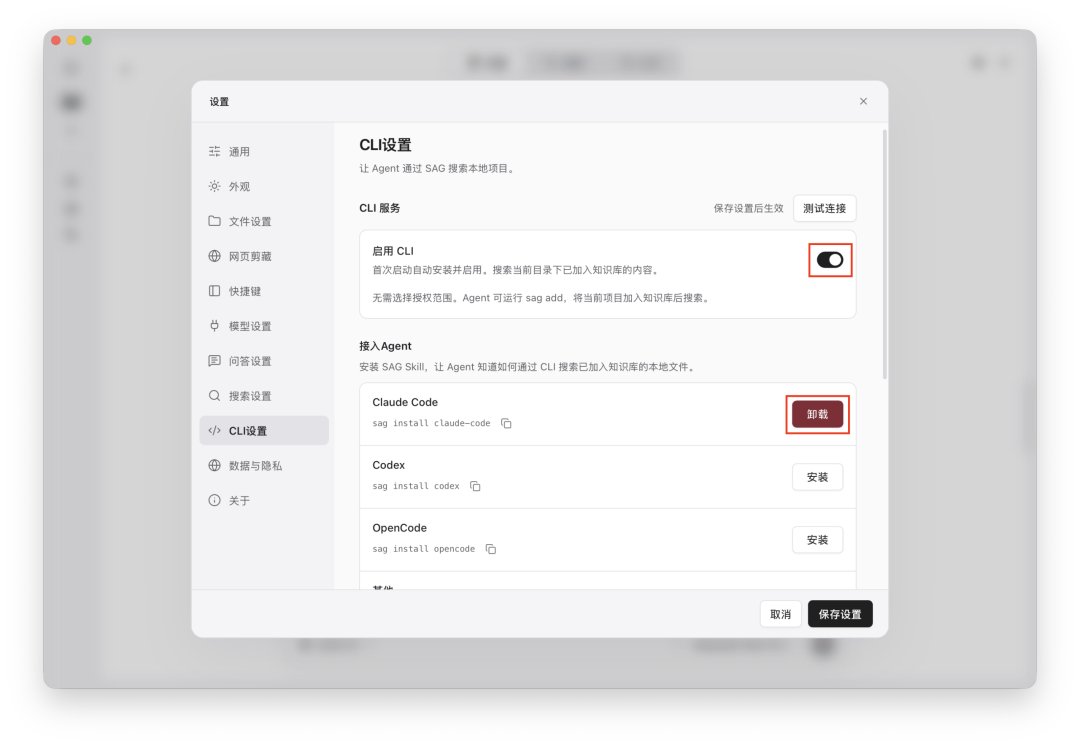 设置
通用
外观
文件设置
网页剪藏
快捷键
模型设置
问答设置
搜索设置
CLI设置
数据与隐私
关于
CLI设置
让 Agent 通过 SAG 搜索本地项目。
CLI 服务
保存设置后生效
测试连接
启用 CLI
首次启动自动安装并启用。搜索当前目录下已加入知识库的内容。
无需选择授权范围。Agent 可运行 sag add，将当前项目加入知识库后搜索。
接入Agent
安装 SAG Skill，让 Agent 知道如何通过 CLI 搜索已加入知识库的本地文件。
Claude Code
sag install claude-code
卸载
Codex
sag install codex
安装
OpenCode
sag install opencode
安装
取消
保存设置